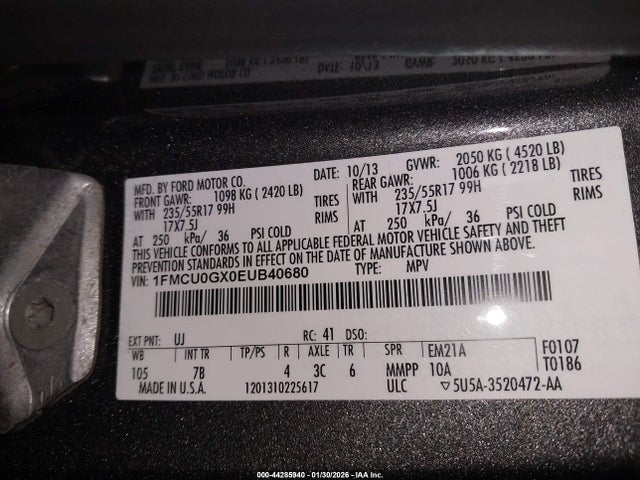 DATE: 10/13 GVWR: 2050 KG (4520 LB)
MFD. BY FORD MOTOR CO.
FRONT GAWR: 1098 KG (2420 LB) REAR GAWR: 1006 KG (2218 LB)
WITH 235/55R17 99H TIRES WITH 235/55R17 99H TIRES
17X7.5J RIMS 17X7.5J RIMS
AT 250 kPa/ 36 PSI COLD AT 250 kPa/ 36 PSI COLD
THIS VEHICLE CONFORMS TO ALL APPLICABLE FEDERAL MOTOR VEHICLE SAFETY AND THEFT
PREVENTION STANDARDS IN EFFECT ON THE DATE OF MANUFACTURE SHOWN ABOVE.
VIN: 1FMCU0GX0EUB40680 TYPE: MPV
EXT PNT: UJ RC: 41 DSO:
WB INT TR TP/PS R AXLE TR SPR EM21A F0107
105 7B 4 3C 6 MMPP 10A T0186
MADE IN U.S.A. 1201310225617 ULC ▽5U5A-3520472-AA
000-44285940 - 01/30/2026 - IAA Inc.